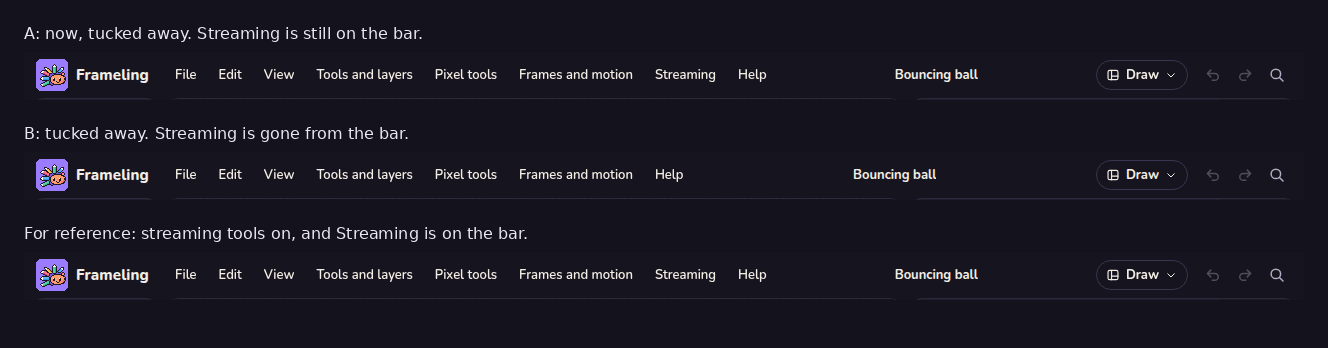 A: now, tucked away. Streaming is still on the bar.
Frameling File Edit View Tools and layers Pixel tools Frames and motion Streaming Help Bouncing ball Draw
B: tucked away. Streaming is gone from the bar.
Frameling File Edit View Tools and layers Pixel tools Frames and motion Help Bouncing ball Draw
For reference: streaming tools on, and Streaming is on the bar.
Frameling File Edit View Tools and layers Pixel tools Frames and motion Streaming Help Bouncing ball Draw